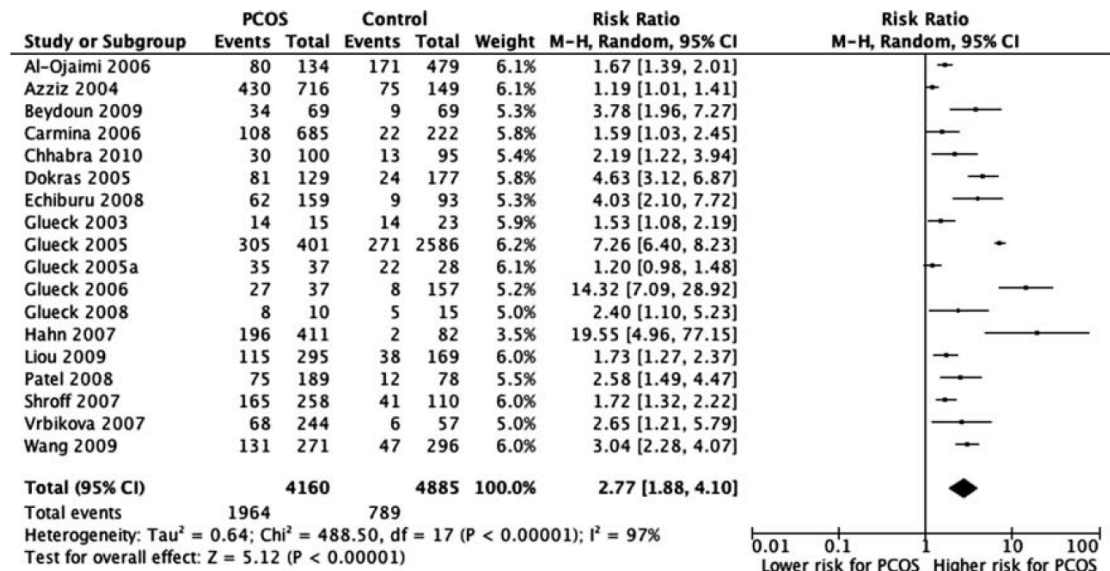 PCOS Control Risk Ratio Risk Ratio
Study or Subgroup Events Total Events Total Weight M-H, Random, 95% CI M-H, Random, 95% CI
Al-Ojaimi 2006 80 134 171 479 6.1% 1.67 [1.39, 2.01]
Azziz 2004 430 716 75 149 6.1% 1.19 [1.01, 1.41]
Beydoun 2009 34 69 9 69 5.3% 3.78 [1.96, 7.27]
Carmina 2006 108 685 22 222 5.8% 1.59 [1.03, 2.45]
Chhabra 2010 30 100 13 95 5.4% 2.19 [1.22, 3.94]
Dokras 2005 81 129 24 177 5.8% 4.63 [3.12, 6.87]
Echiburu 2008 62 159 9 93 5.3% 4.03 [2.10, 7.72]
Glueck 2003 14 15 14 23 5.9% 1.53 [1.08, 2.19]
Glueck 2005 305 401 271 2586 6.2% 7.26 [6.40, 8.23]
Glueck 2005a 35 37 22 28 6.1% 1.20 [0.98, 1.48]
Glueck 2006 27 37 8 157 5.2% 14.32 [7.09, 28.92]
Glueck 2008 8 10 5 15 5.0% 2.40 [1.10, 5.23]
Hahn 2007 196 411 2 82 3.5% 19.55 [4.96, 77.15]
Liou 2009 115 295 38 169 6.0% 1.73 [1.27, 2.37]
Patel 2008 75 189 12 78 5.5% 2.58 [1.49, 4.47]
Shroff 2007 165 258 41 110 6.0% 1.72 [1.32, 2.22]
Vrbikova 2007 68 244 6 57 5.0% 2.65 [1.21, 5.79]
Wang 2009 131 271 47 296 6.0% 3.04 [2.28, 4.07]
Total (95% CI) 4160 4885 100.0% 2.77 [1.88, 4.10]
Total events 1964 789
Heterogeneity: Tau² = 0.64; Chi² = 488.50, df = 17 (P < 0.00001); I² = 97%
Test for overall effect: Z = 5.12 (P < 0.00001)
0.01 0.1 1 10 100
Lower risk for PCOS Higher risk for PCOS